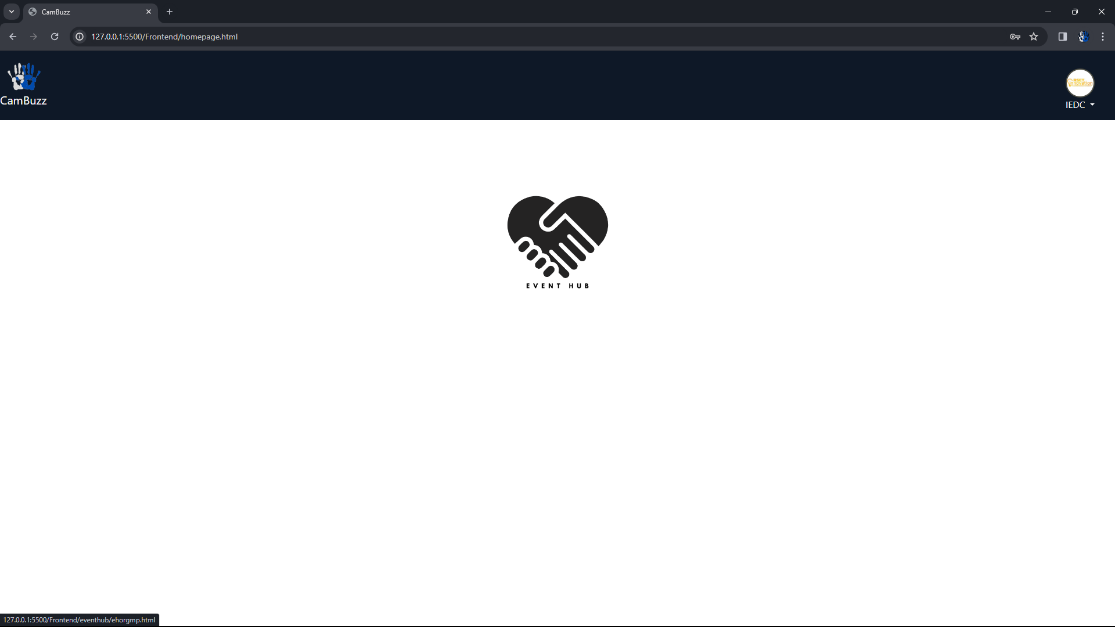 CamBuzz
127.0.0.1:5500/Frontend/homepage.html
CamBuzz
IEDC
EVENT HUB
127.0.0.1:5500/Frontend/eventhub/ehorgmp.html